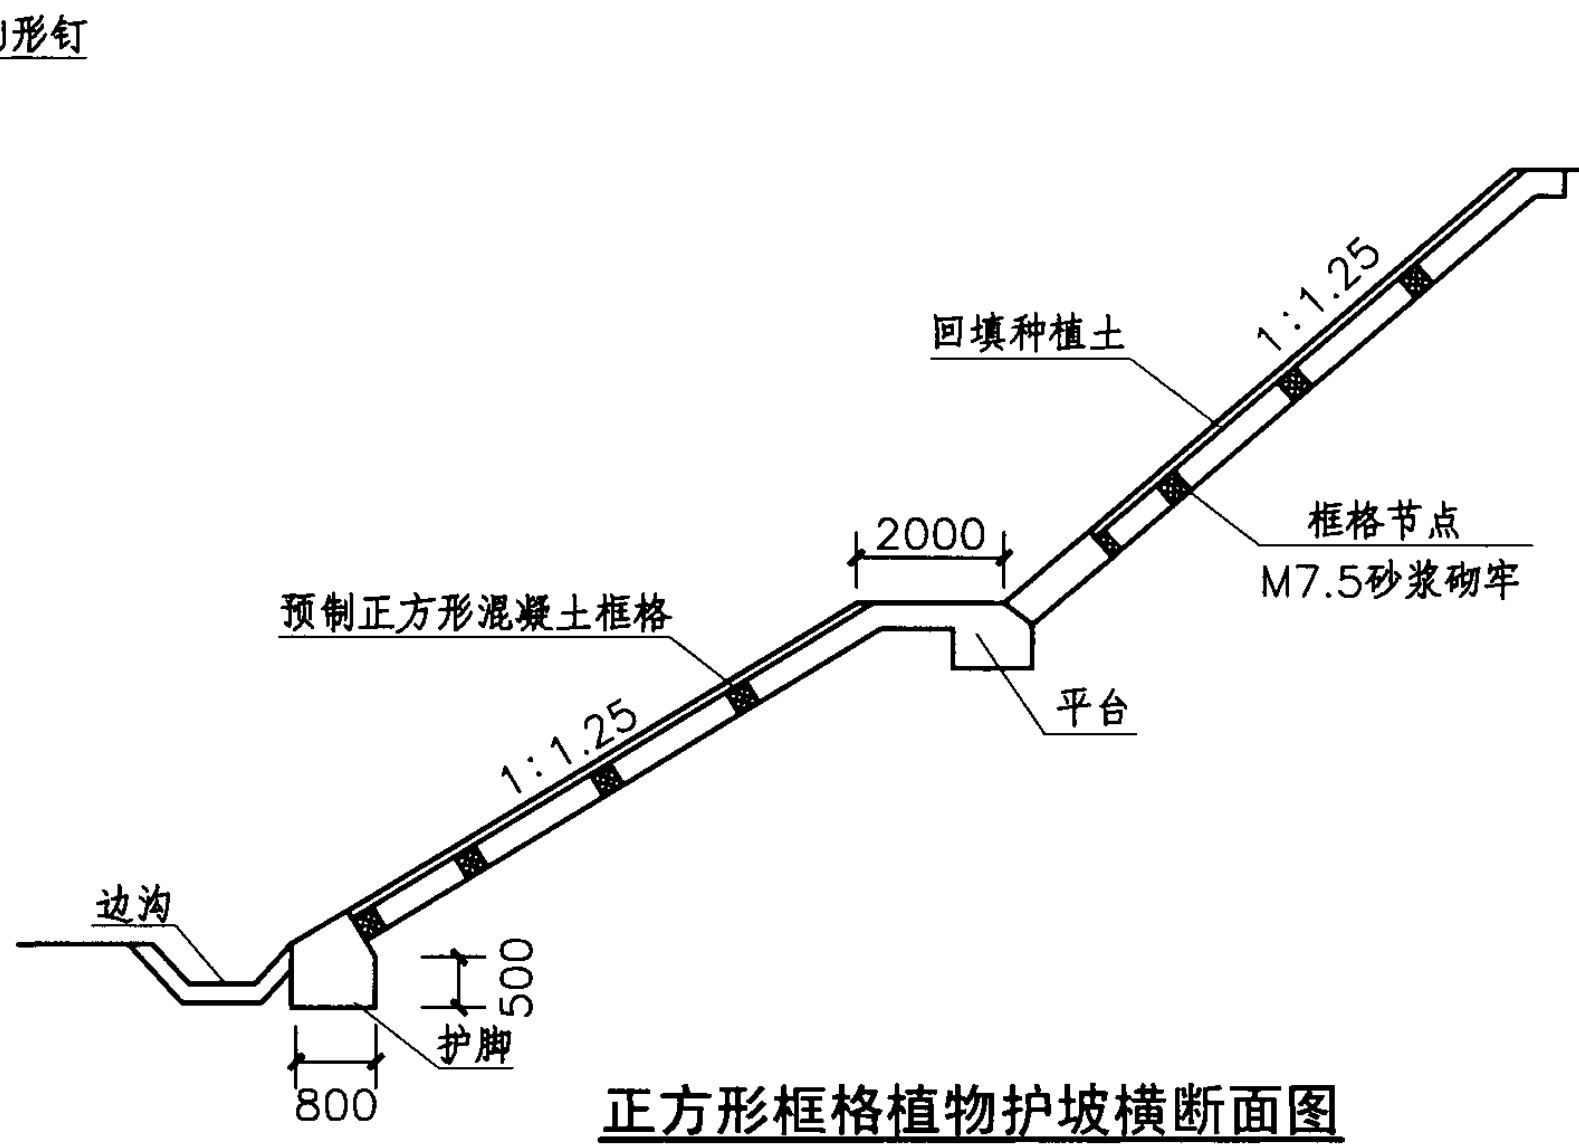 形钉
1:1.25
回填种植土
2000
框格节点
M7.5砂浆砌牢
预制正方形混凝土框格
平台
1:1.25
边沟
500
护脚
800
正方形框格植物护坡横断面图